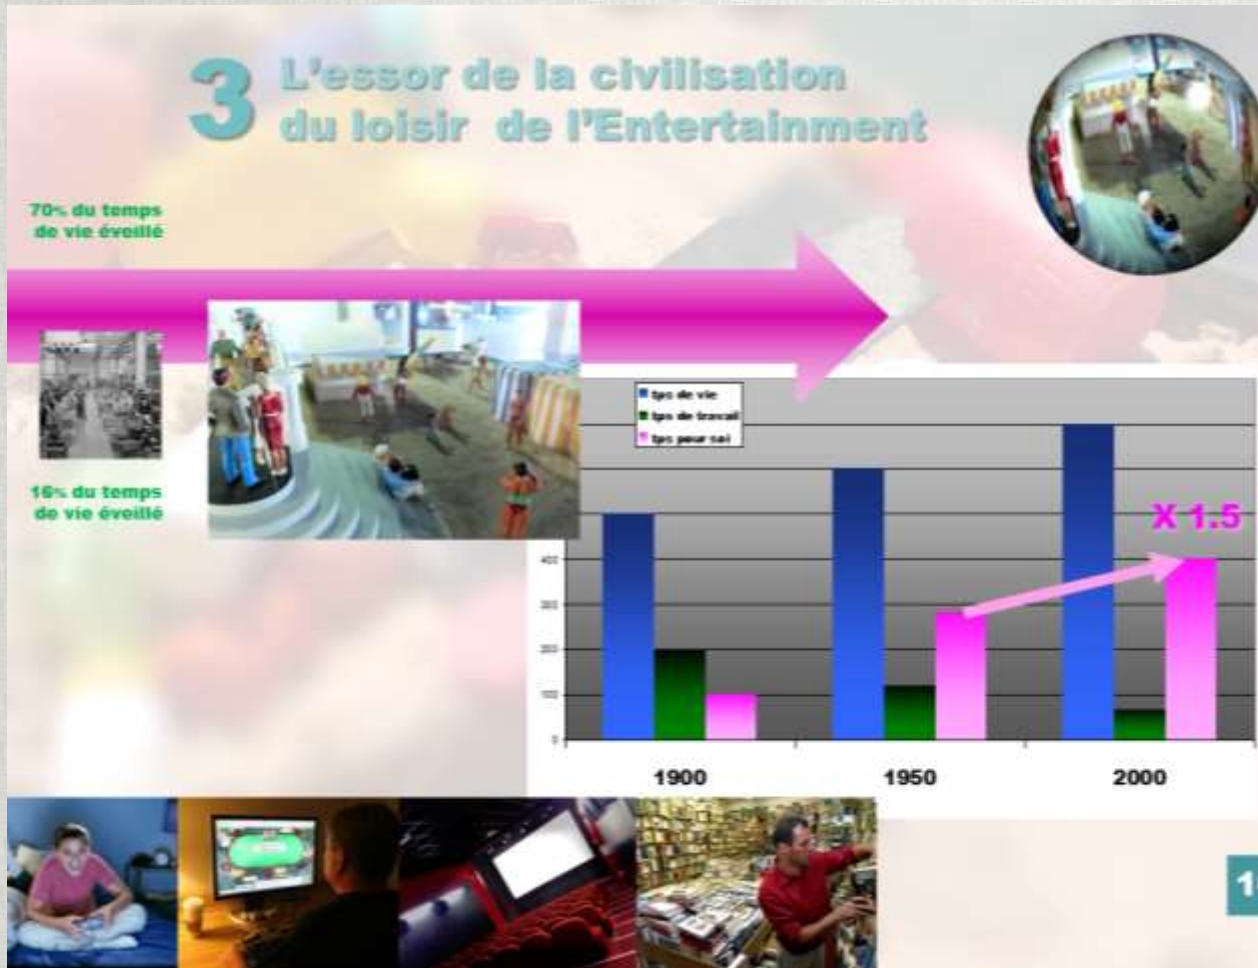 3 L'essor de la civilisation
du loisir de l'Entertainment
70% du temps
de vie éveillé
16% du temps
de vie éveillé
tps de vie
tps de travail
tps pour soi
X 1.5
400
300
200
100
0
1900 1950 2000